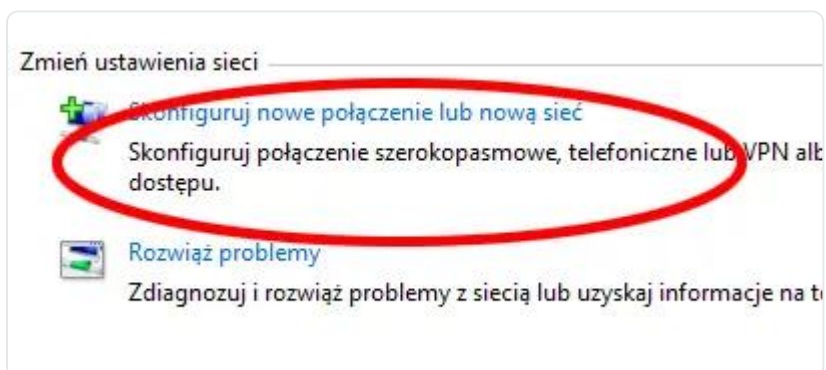 Zmień ustawienia sieci
Skonfiguruj nowe połączenie lub nową sieć
Skonfiguruj połączenie szerokopasmowe, telefoniczne lub VPN alb
dostępu.
Rozwiąż problemy
Zdiagnozuj i rozwiąż problemy z siecią lub uzyskaj informacje na t